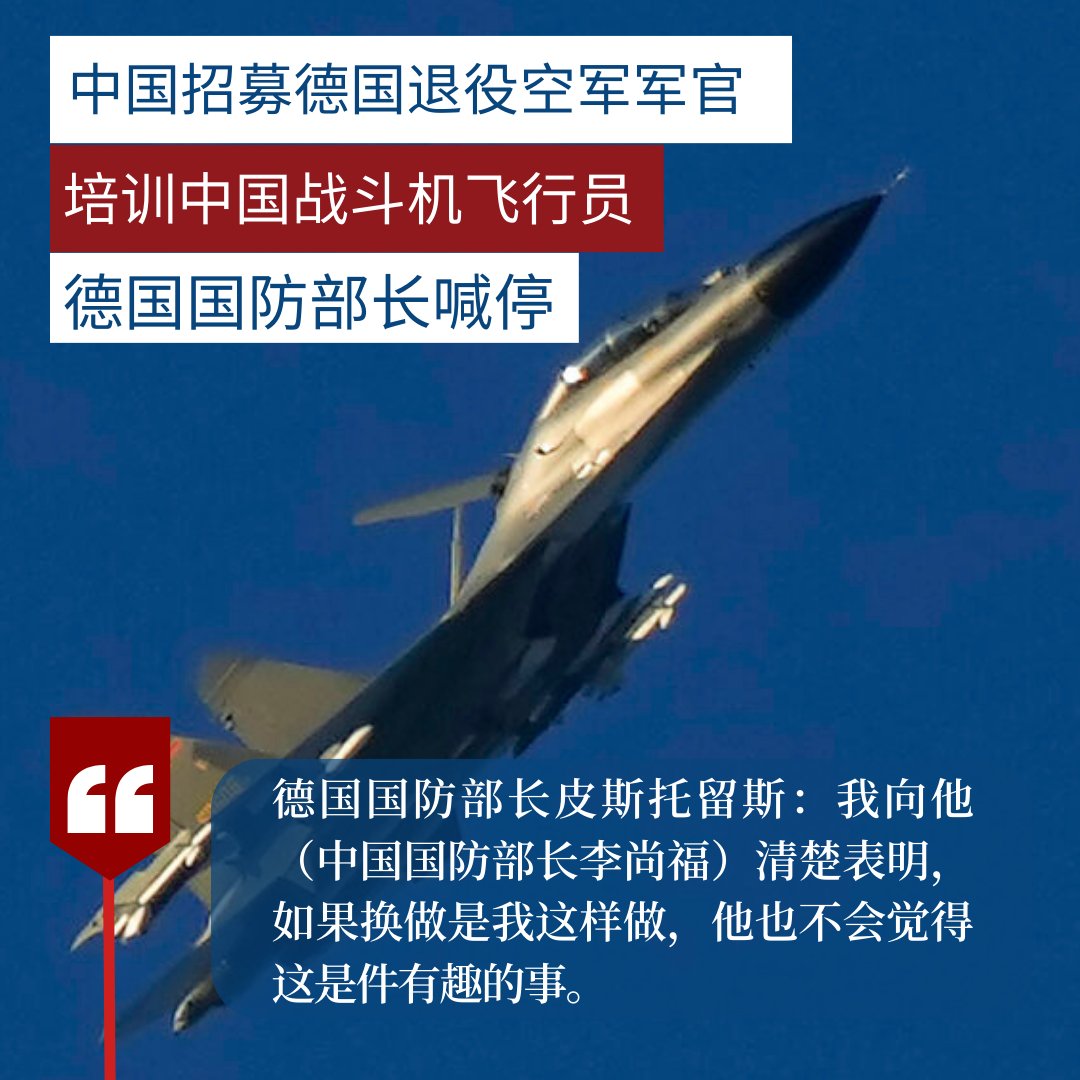 中国招募德国退役空军军官
培训中国战斗机飞行员
德国国防部长喊停
德国国防部长皮斯托留斯：我向他
（中国国防部长李尚福）清楚表明，
如果换做是我这样做，他也不会觉得
这是件有趣的事。